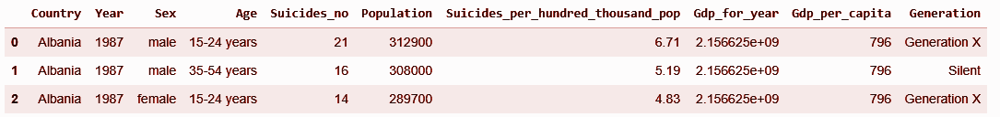 Country Year Sex Age Suicides_no Population Suicides_per_hundred_thousand_pop Gdp_for_year Gdp_per_capita Generation
0 Albania 1987 male 15-24 years 21 312900 6.71 2.156625e+09 796 Generation X
1 Albania 1987 male 35-54 years 16 308000 5.19 2.156625e+09 796 Silent
2 Albania 1987 female 15-24 years 14 289700 4.83 2.156625e+09 796 Generation X